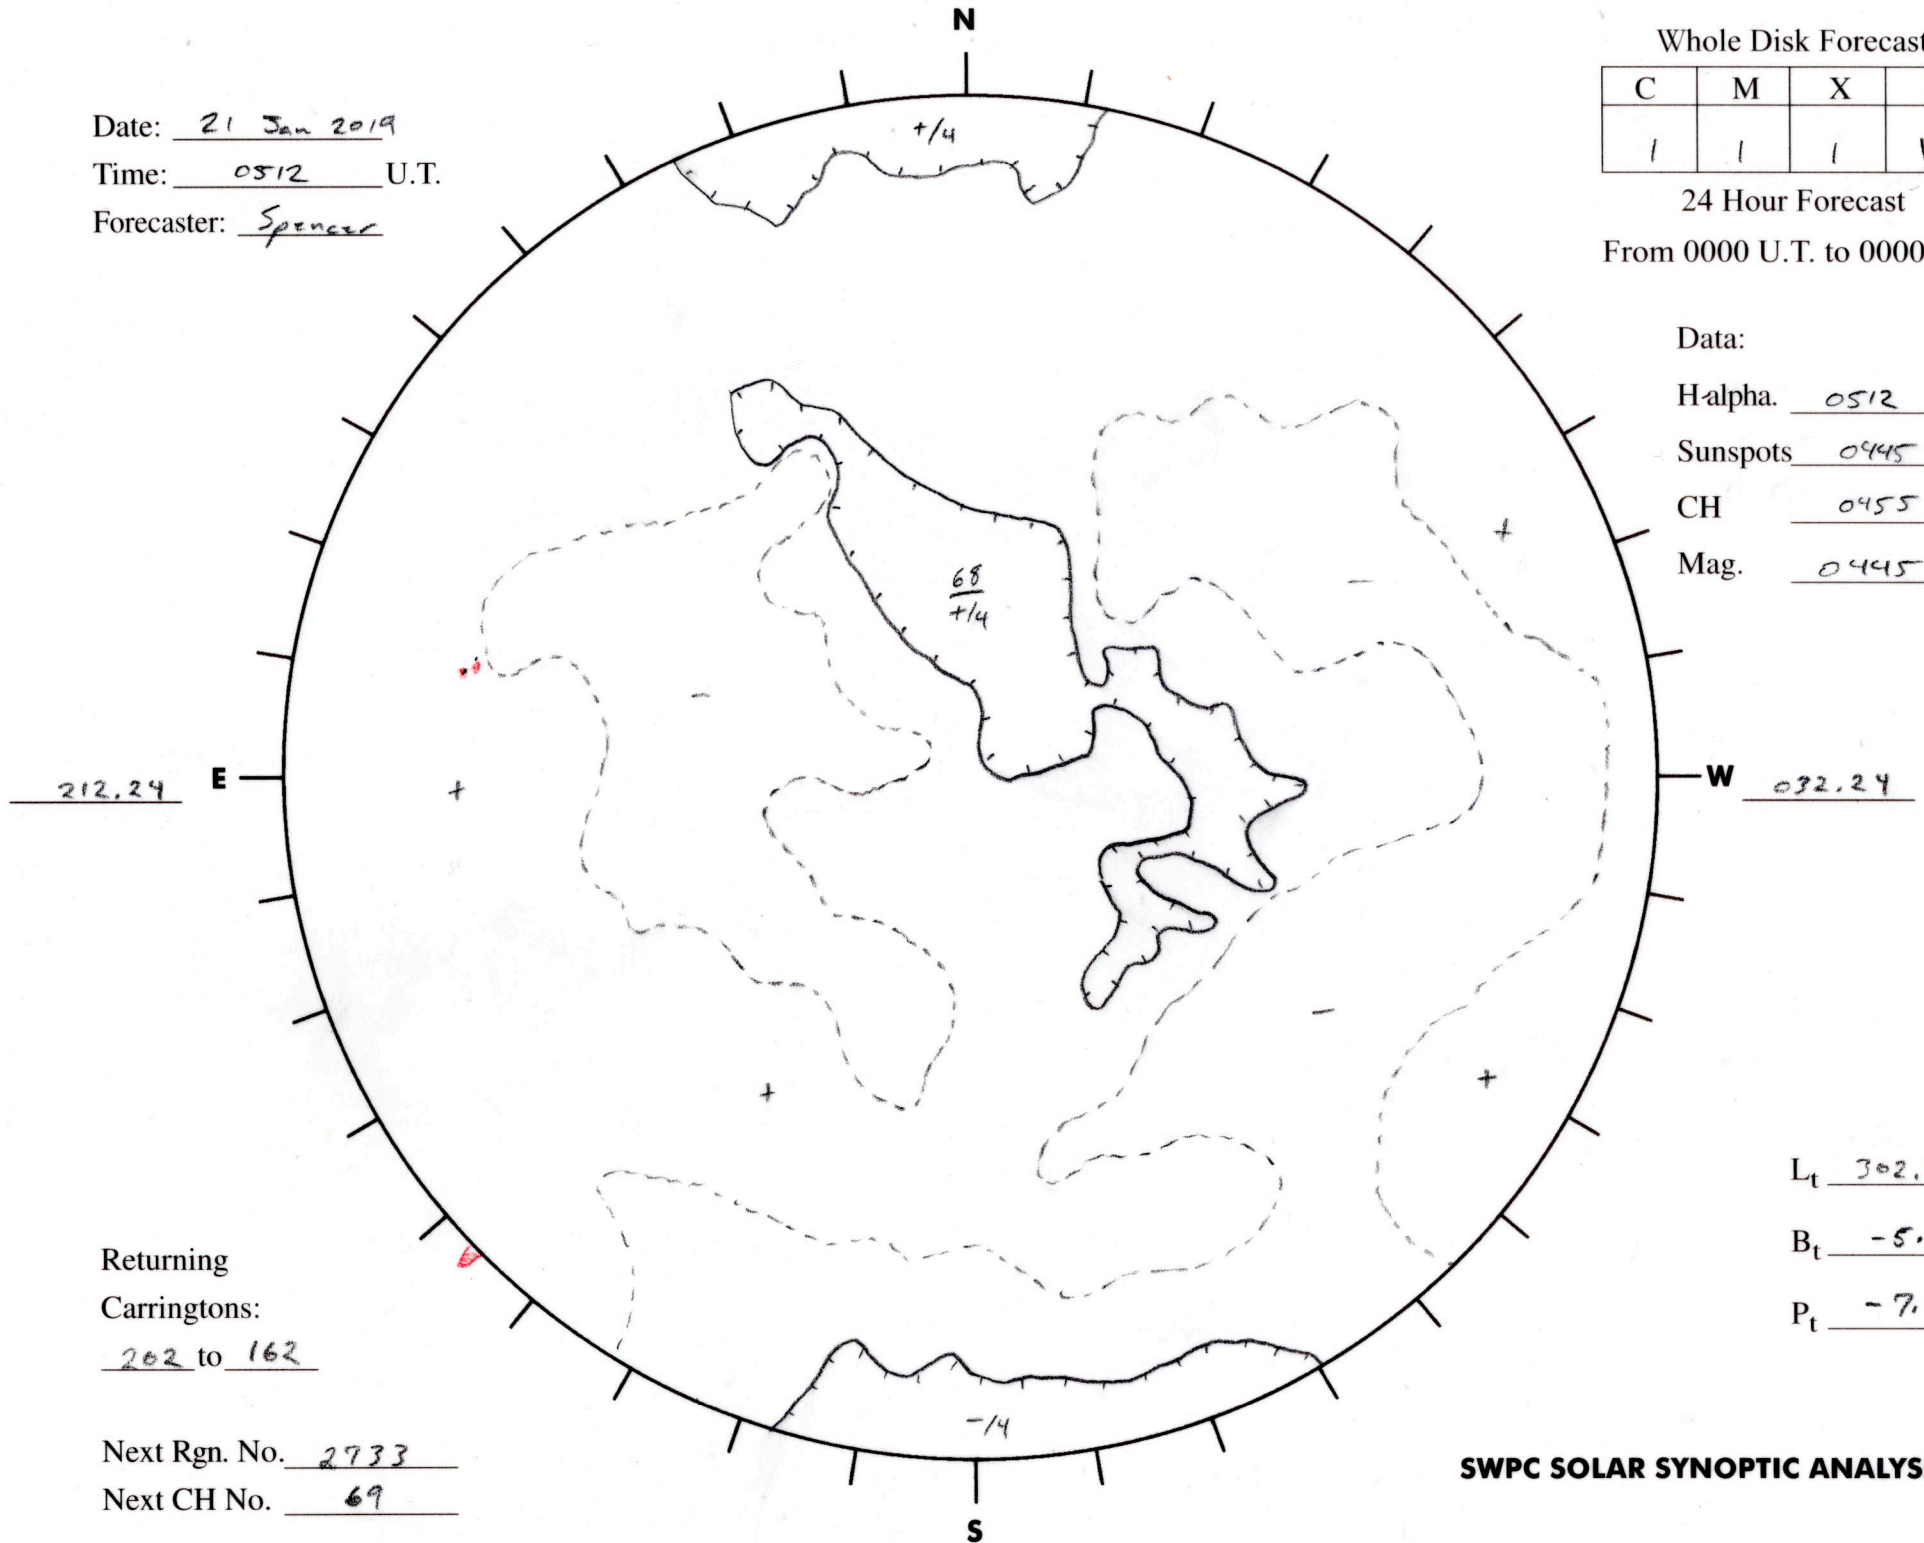 N
Whole Disk Forecast
C M X
1 1 1
24 Hour Forecast
From 0000 U.T. to 0000
Date: 21 Jan 2019
Time: 0512 U.T.
Forecaster: Spencer
+/4
Data:
H-alpha. 0512
Sunspots 0445
CH 0455
Mag. 0445
+
-
68
+/4
-
212.24 E
+
W 032.24
-
+
+
Lt 302.
Bt -5.
Pt -7.
Returning
Carringtons:
202 to 162
-/4
Next Rgn. No. 2733
Next CH No. 69
SWPC SOLAR SYNOPTIC ANALYS
S